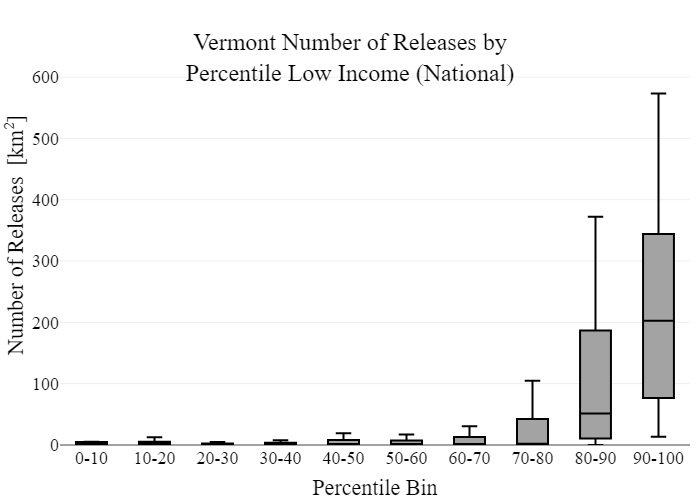 Vermont Number of Releases by
Percentile Low Income (National)
Number of Releases [km²]
600
500
400
300
200
100
0
0-10 10-20 20-30 30-40 40-50 50-60 60-70 70-80 80-90 90-100
Percentile Bin